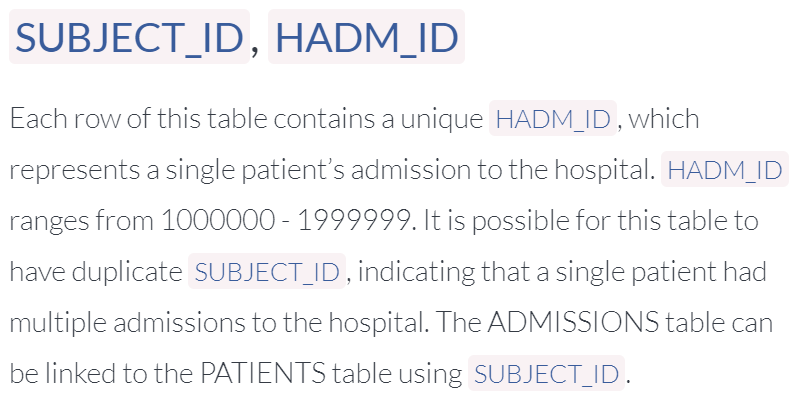 SUBJECT_ID, HADM_ID
Each row of this table contains a unique HADM_ID, which
represents a single patient’s admission to the hospital. HADM_ID
ranges from 1000000 - 1999999. It is possible for this table to
have duplicate SUBJECT_ID, indicating that a single patient had
multiple admissions to the hospital. The ADMISSIONS table can
be linked to the PATIENTS table using SUBJECT_ID.